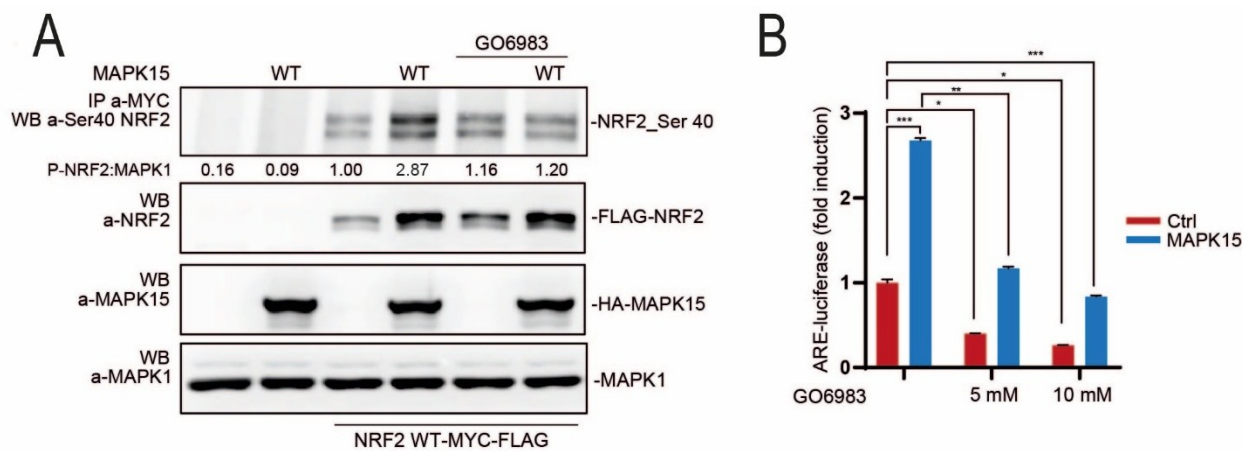 A
GO6983
MAPK15 WT WT WT
IP a-MYC
WB a-Ser40 NRF2
-NRF2_Ser 40
P-NRF2:MAPK1 0.16 0.09 1.00 2.87 1.16 1.20
WB
a-NRF2
-FLAG-NRF2
WB
a-MAPK15
-HA-MAPK15
WB
a-MAPK1
-MAPK1
NRF2 WT-MYC-FLAG
B
ARE-luciferase (fold induction)
3
2
1
0
***
*
**
*
***
Ctrl
MAPK15
GO6983 5 mM 10 mM